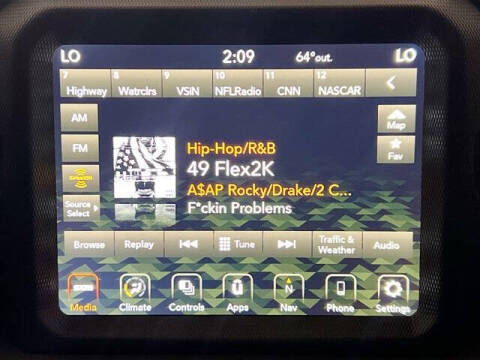 LO 2:09 64°out. LO
7 8 9 10 11 12
Highway Watrclrs VSiN NFLRadio CNN NASCAR
AM
Map
FM
Fav
SiriusXM
Source
Select
Hip-Hop/R&B
49 Flex2K
A$AP Rocky/Drake/2 C...
F*ckin Problems
Browse Replay Tune Traffic & Weather Audio
Media Climate Controls Apps Nav Phone Settings